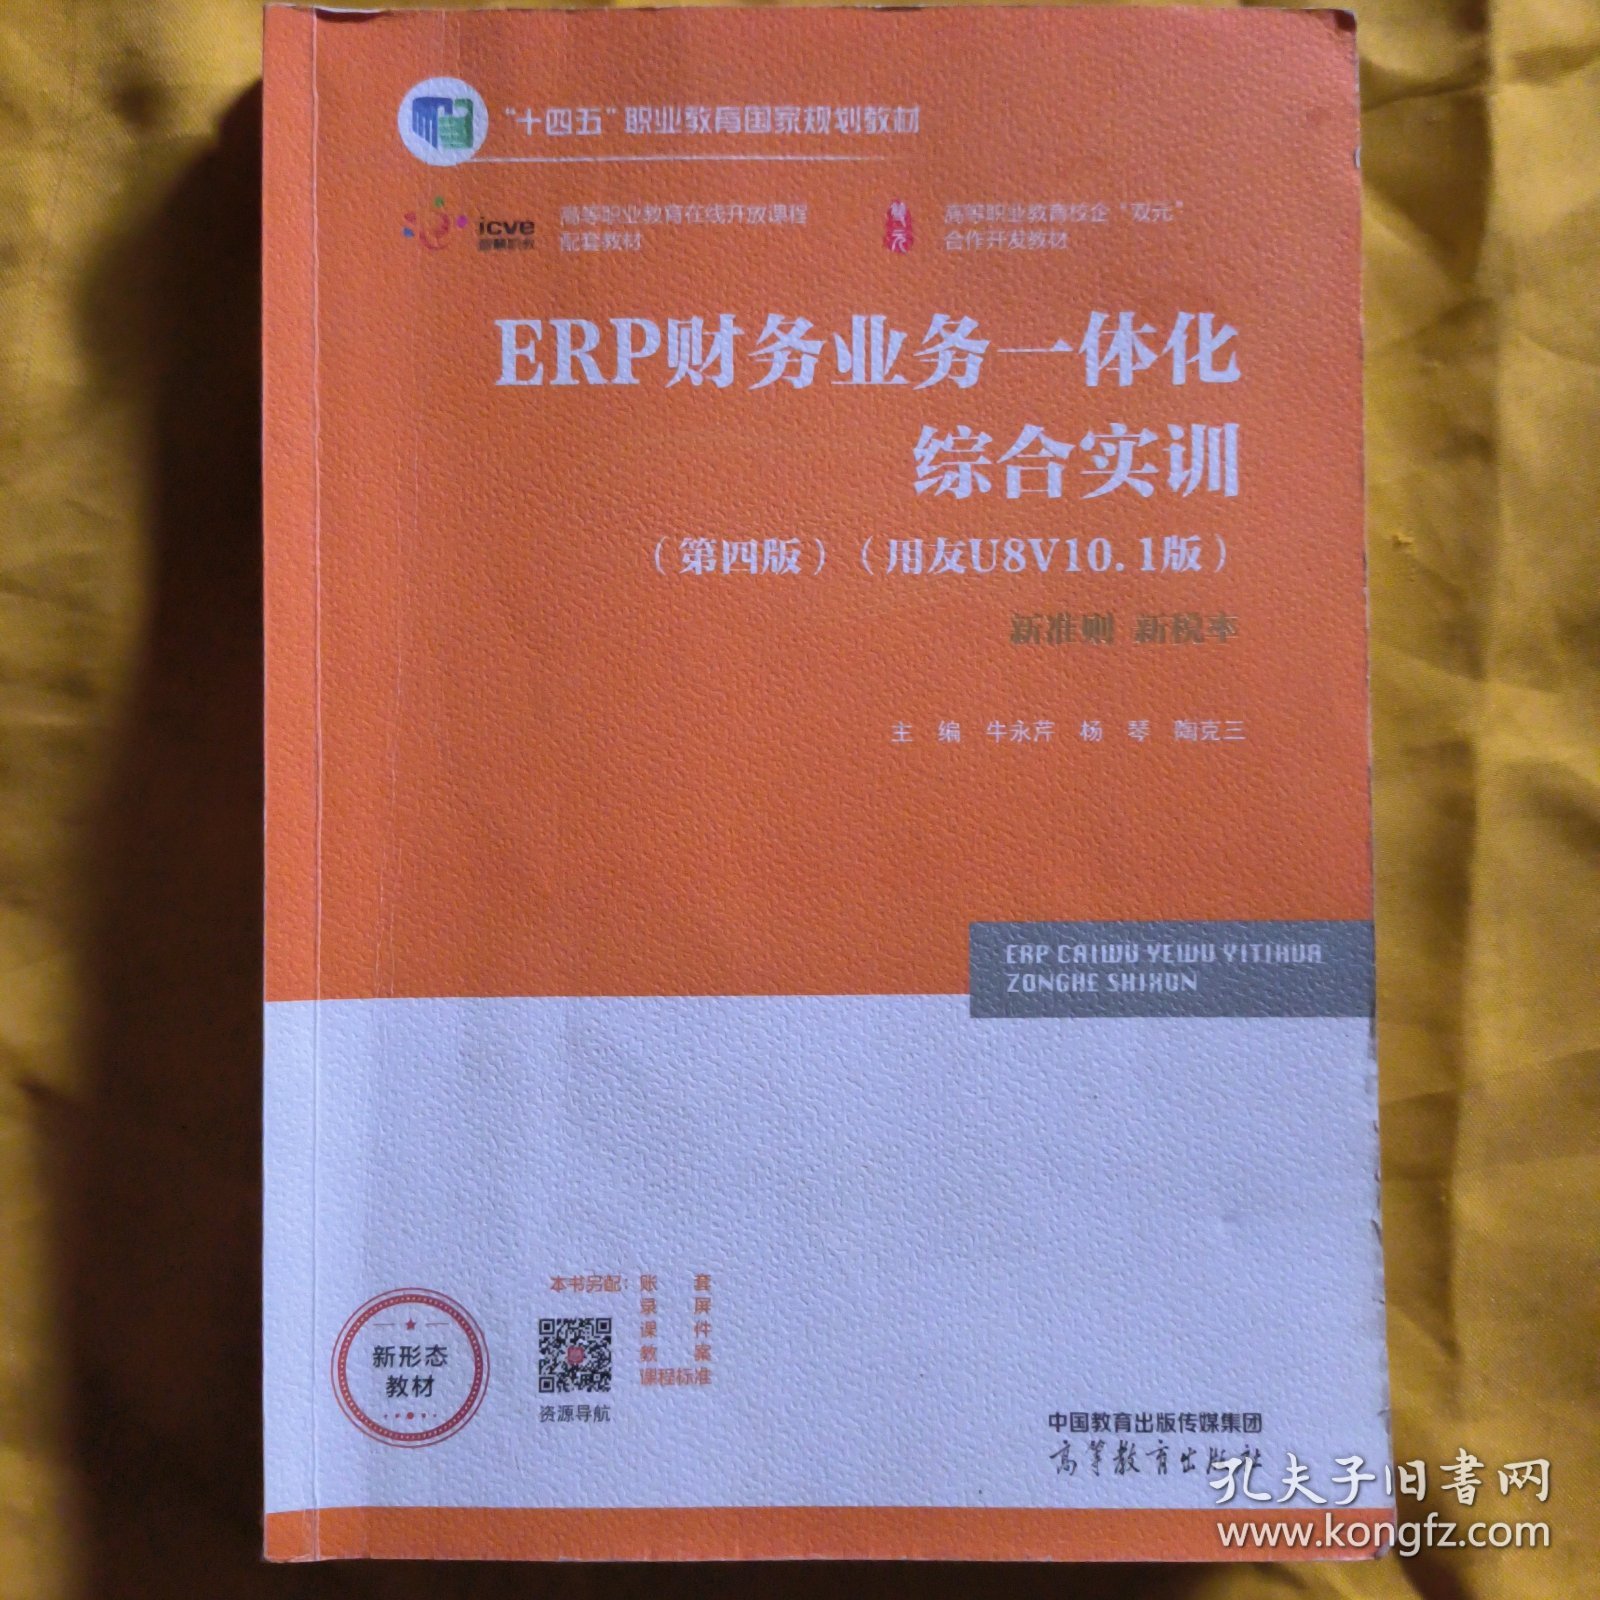 “十四五”职业教育国家规划教材
icve
智慧职教
高等职业教育在线开放课程
配套教材
双元
高等职业教育校企“双元”
合作开发教材
ERP财务业务一体化
综合实训
（第四版）（用友U8V10.1版）
新准则 新税率
主 编 牛永芹 杨 琴 陶克三
ERP CAIWU YEWU YITIHUA
ZONGHE SHIXUN
本书另配：账 套
录 屏
课 件
教 案
课程标准
新形态
教材
资源导航
中国教育出版传媒集团
高等教育出版社
孔夫子旧书网
www.kongfz.com